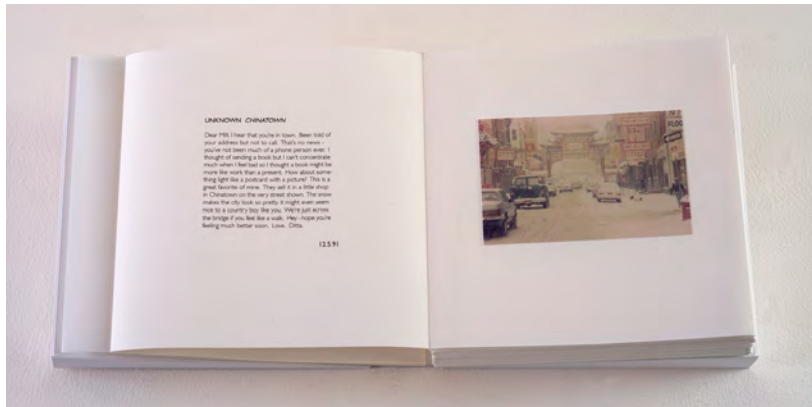 UNKNOWN CHINATOWN
Dear Milt, I hear that you're in town. Been told of
your address but not to call. That's no news -
you've not been much of a phone person ever. I
thought of sending a book but I can't concentrate
much when I feel bad so I thought a book might be
more like work than a present. How about some-
thing light like a postcard with a picture? This is a
great favorite of mine. They sell it in a little shop
in Chinatown on the very street shown. The snow
makes the city look so pretty it might even seem
nice to a country boy like you. We're just across
the bridge if you feel like a walk. Hey - hope you're
feeling much better soon. Love, Ditta.
12.5.91